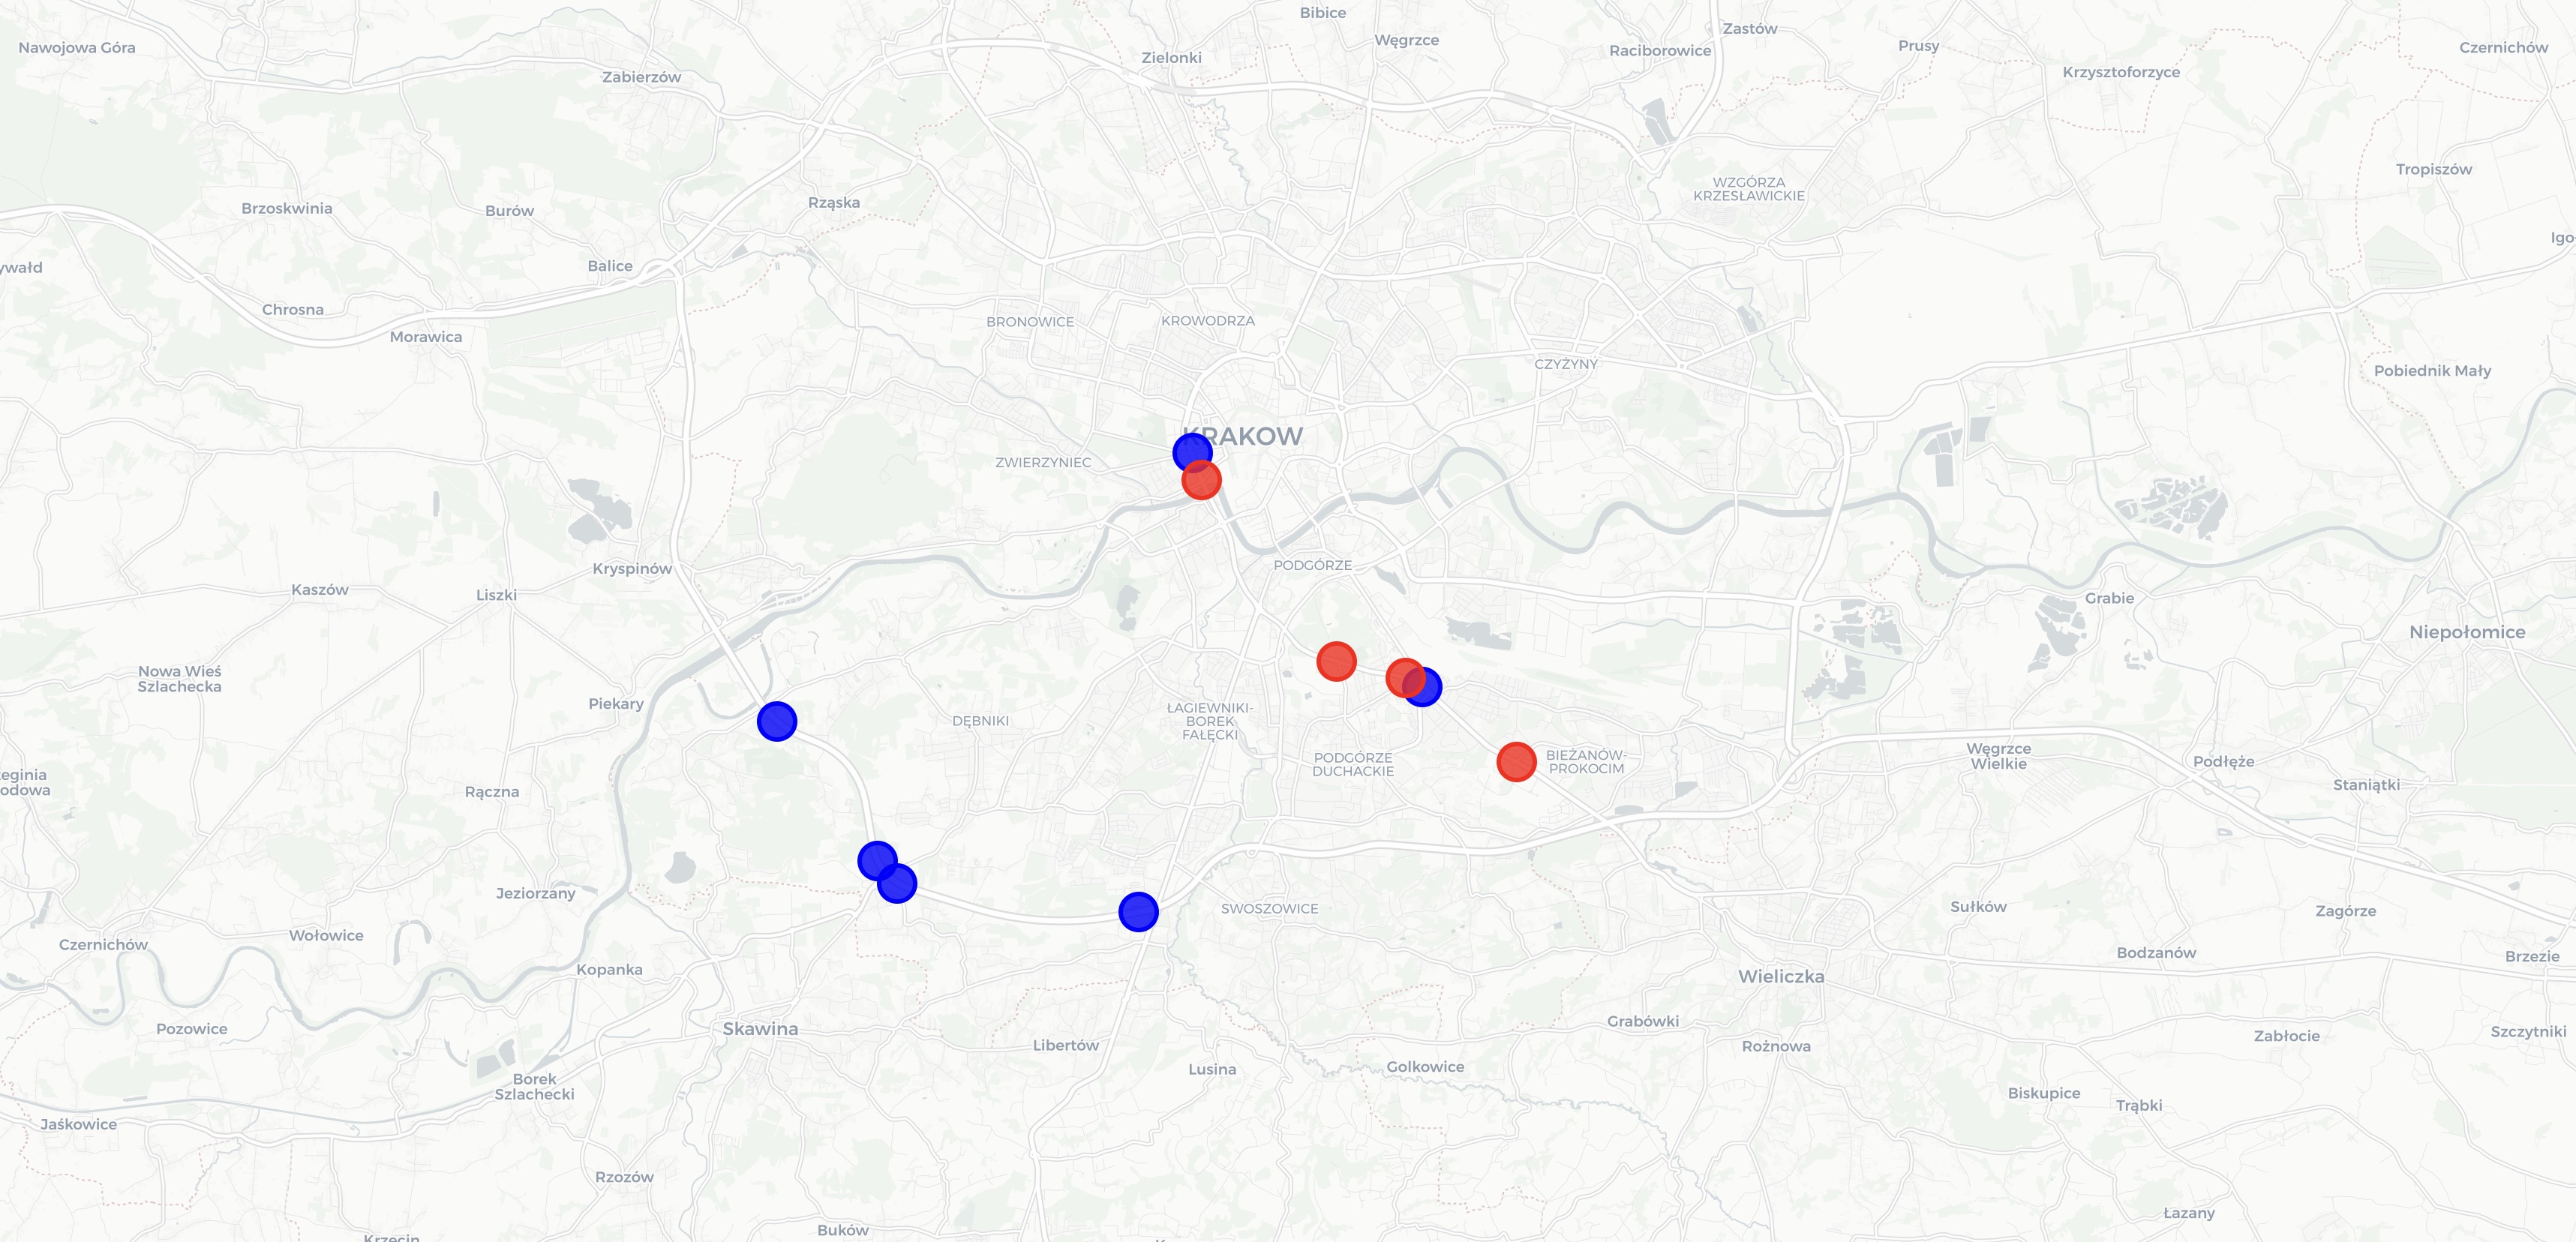 Bibice
Zastów
Nawojowa Góra
Węgrzce
Prusy
Czernichów
Raciborowice
Zielonki
Krzysztoforzyce
Zabierzów
Tropiszów
WZGÓRZA
KRZESŁAWICKIE
Brzoskwinia
Burów
Rząska
Igo
ywałd
Balice
Chrosna
Morawica
BRONOWICE
KROWODRZA
CZYŻYNY
Pobiednik Mały
KRAKOW
ZWIERZYNIEC
Kryspinów
PODGÓRZE
Kaszów
Liszki
Grabie
Niepołomice
Nowa Wieś
Szlachecka
Piekary
DĘBNIKI
ŁAGIEWNIKI-
BOREK
FAŁĘCKI
PODGÓRZE
DUCHACKIE
BIEŻANÓW-
PROKOCIM
Węgrzce
Wielkie
Podłęże
Staniątki
eginia
odowa
Rączna
Jeziorzany
SWOSZOWICE
Sułków
Zagórze
Czernichów
Wołowice
Bodzanów
Brzezie
Kopanka
Wieliczka
Pozowice
Skawina
Grabówki
Zabłocie
Szczytniki
Libertów
Rożnowa
Lusina
Golkowice
Borek
Szlachecki
Biskupice
Trąbki
Jaśkowice
Rzozów
Łazany
Buków
Krzęcin